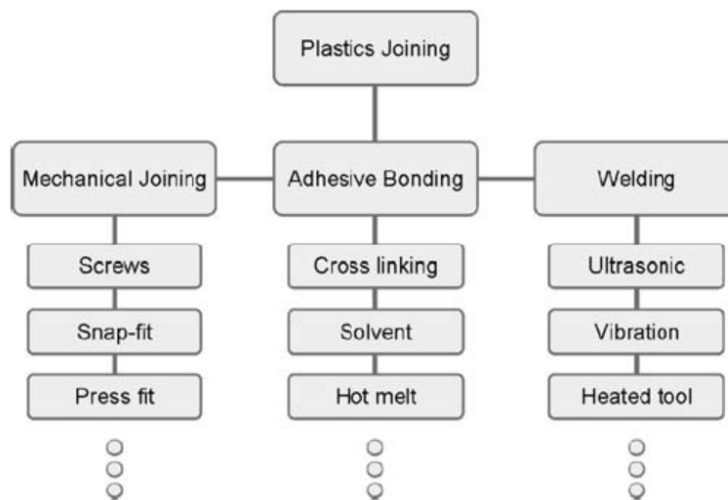 Plastics Joining
Mechanical Joining
Adhesive Bonding
Welding
Screws
Cross linking
Ultrasonic
Snap-fit
Solvent
Vibration
Press fit
Hot melt
Heated tool